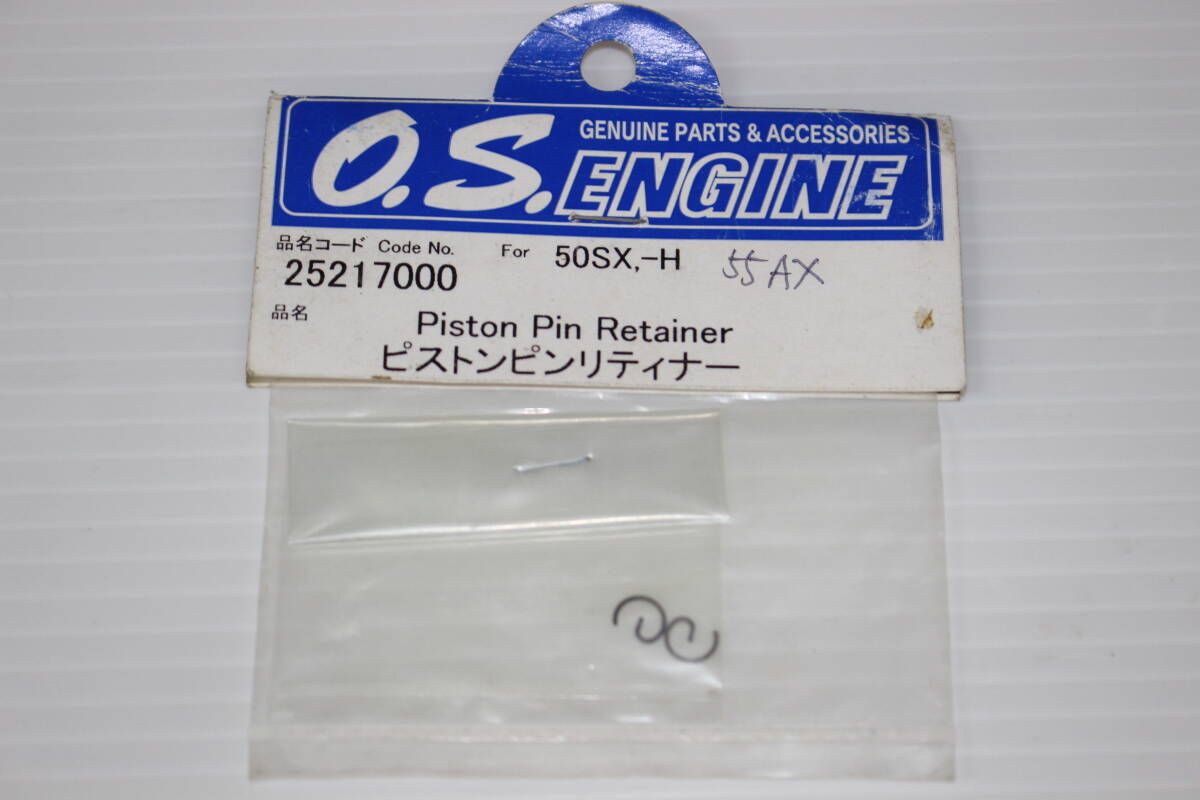 GENUINE PARTS & ACCESSORIES
O.S. ENGINE
品名コード Code No. For 50SX,-H 55AX
25217000
品名
Piston Pin Retainer
ピストンピンリティナー